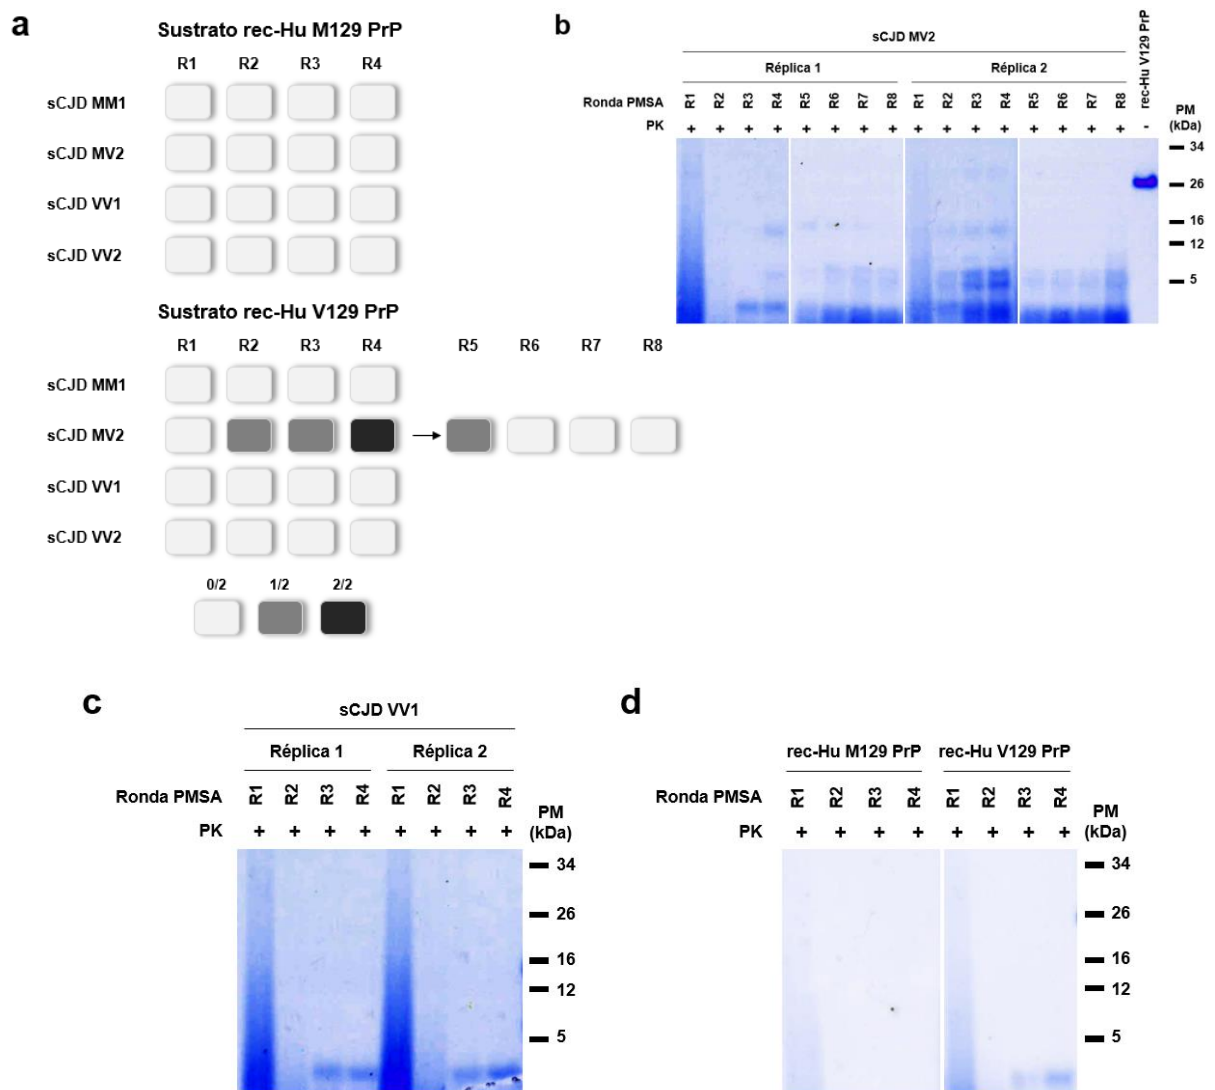 a
Sustrato rec-Hu M129 PrP
R1 R2 R3 R4
sCJD MM1
sCJD MV2
sCJD VV1
sCJD VV2
Sustrato rec-Hu V129 PrP
R1 R2 R3 R4 R5 R6 R7 R8
sCJD MM1
sCJD MV2
sCJD VV1
sCJD VV2
0/2 1/2 2/2
b
sCJD MV2
Réplica 1 Réplica 2
rec-Hu V129 PrP
Ronda PMSA R1 R2 R3 R4 R5 R6 R7 R8 R1 R2 R3 R4 R5 R6 R7 R8
PM
(kDa)
PK + + + + + + + + + + + + + + + + -
34
26
16
12
5
c
sCJD VV1
Réplica 1 Réplica 2
Ronda PMSA R1 R2 R3 R4 R1 R2 R3 R4
PM
(kDa)
PK + + + + + + + +
34
26
16
12
5
d
rec-Hu M129 PrP rec-Hu V129 PrP
Ronda PMSA R1 R2 R3 R4 R1 R2 R3 R4
PM
(kDa)
PK + + + + + + + +
34
26
16
12
5